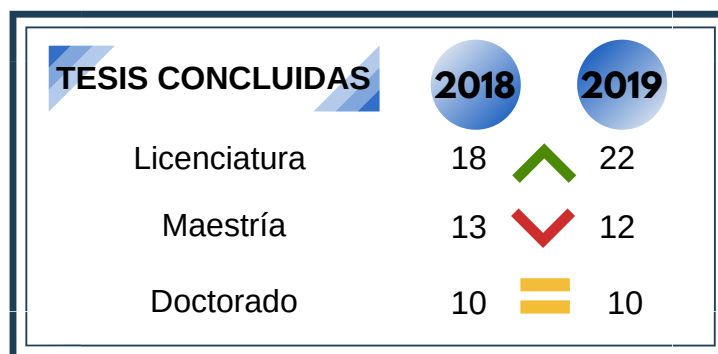 TESIS CONCLUIDAS 2018 2019
Licenciatura 18 22
Maestría 13 12
Doctorado 10 = 10